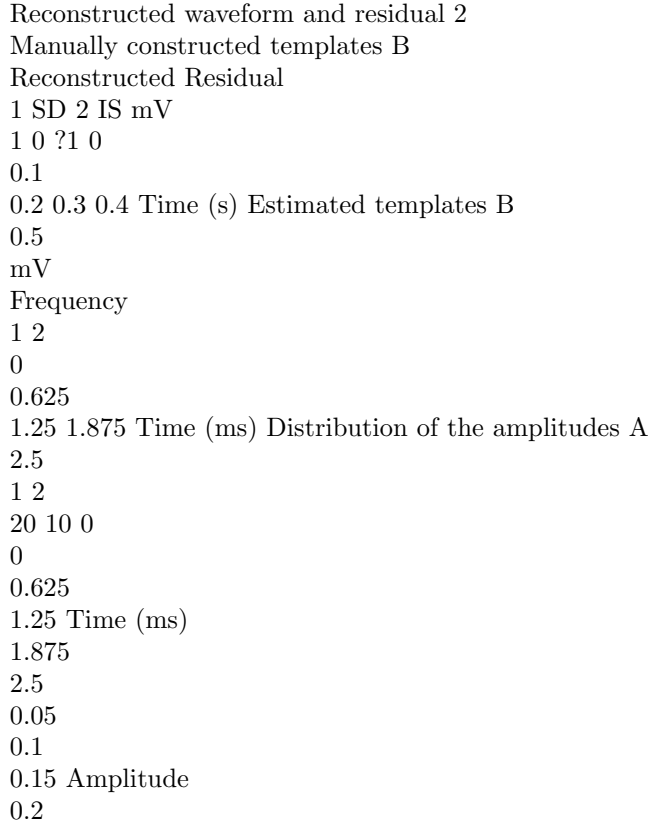 Reconstructed waveform and residual 2
Manually constructed templates B
Reconstructed Residual
1 SD 2 IS mV
1 0 ?1 0
0.1
0.2 0.3 0.4 Time (s) Estimated templates B
0.5
mV
Frequency
1 2
0
0.625
1.25 1.875 Time (ms) Distribution of the amplitudes A
2.5
1 2
20 10 0
0
0.625
1.25 Time (ms)
1.875
2.5
0.05
0.1
0.15 Amplitude
0.2